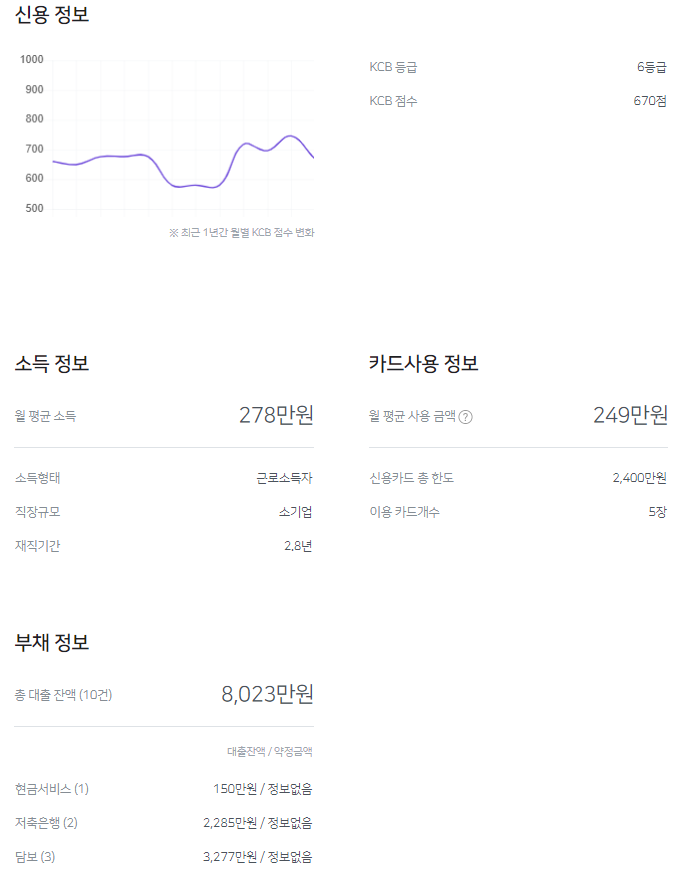 신용 정보
1000
900
800
700
600
500
※ 최근 1년간 월별 KCB 점수 변화
KCB 등급 6등급
KCB 점수 670점
소득 정보
월 평균 소득 278만원
소득형태 근로소득자
직장규모 소기업
재직기간 2.8년
카드사용 정보
월 평균 사용 금액 ? 249만원
신용카드 총 한도 2,400만원
이용 카드개수 5장
부채 정보
총 대출 잔액 (10건) 8,023만원
대출잔액 / 약정금액
현금서비스 (1) 150만원 / 정보없음
저축은행 (2) 2,285만원 / 정보없음
담보 (3) 3,277만원 / 정보없음